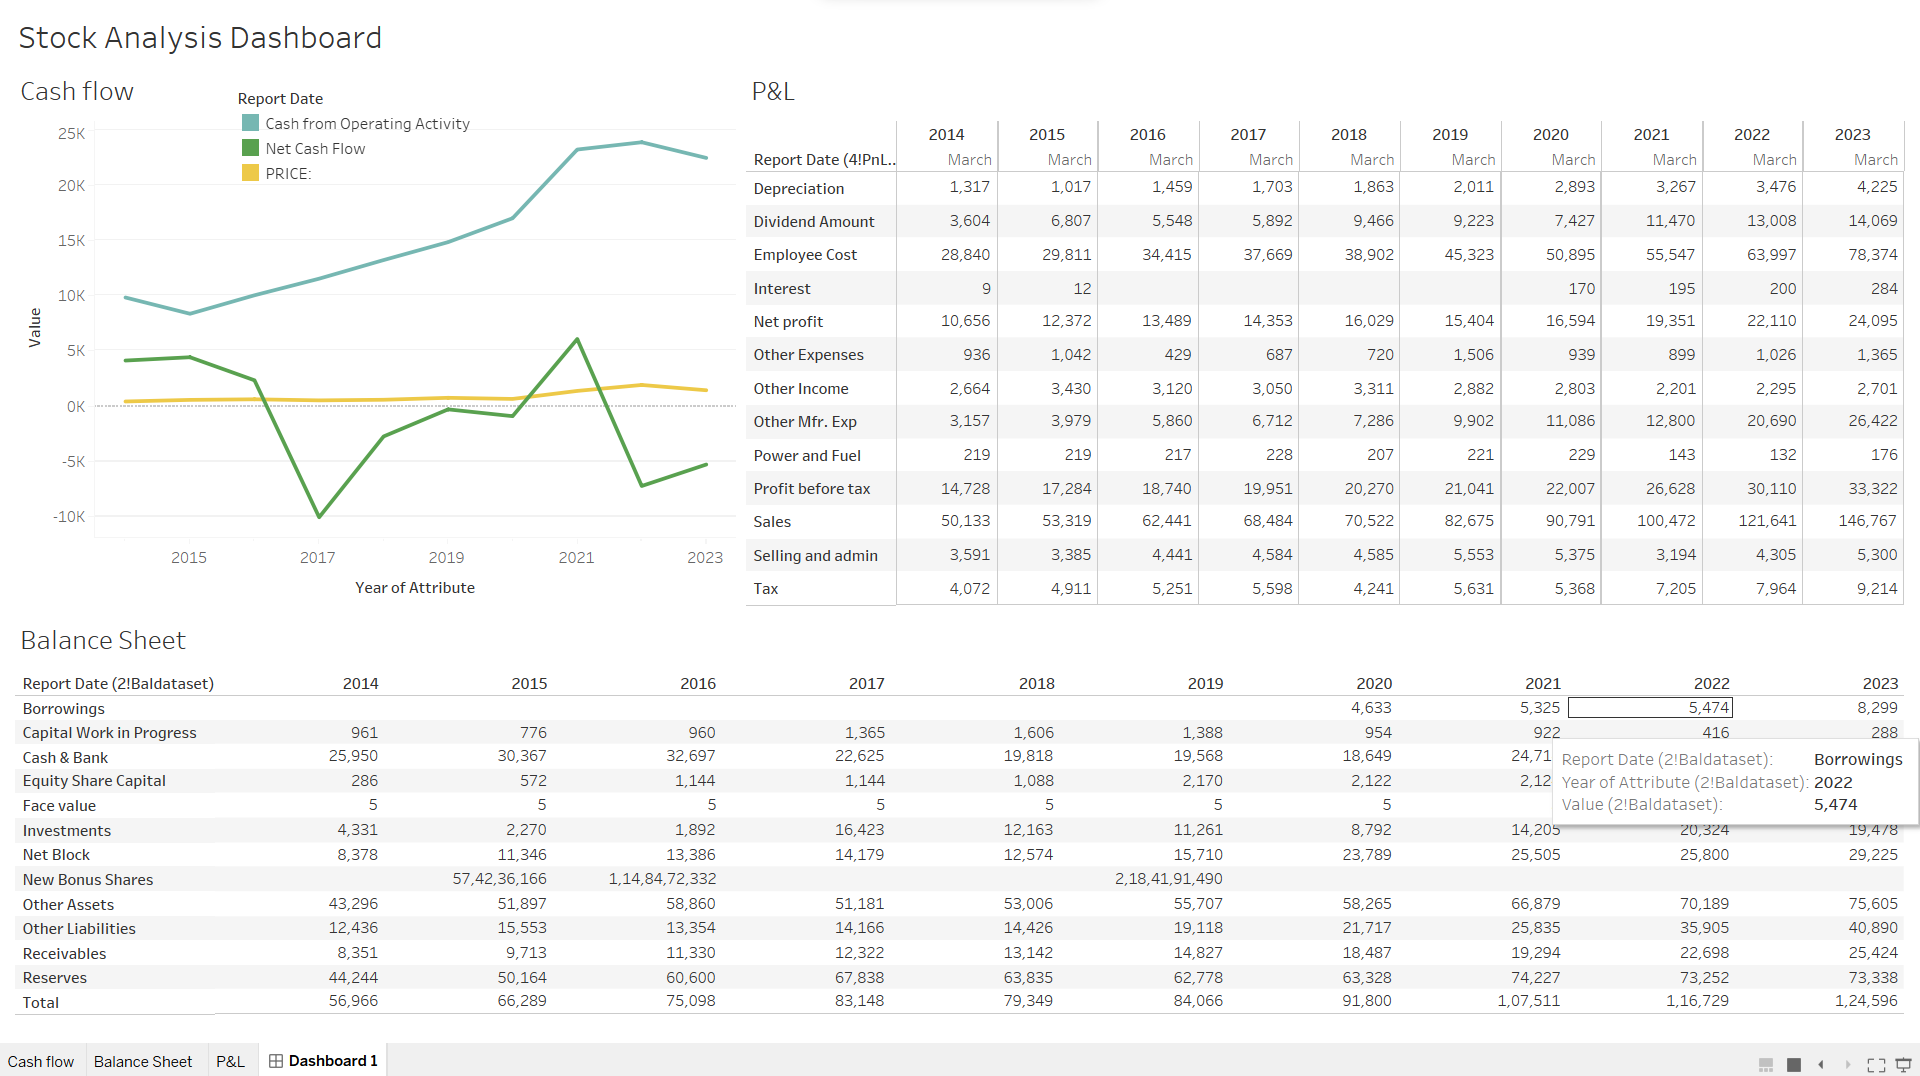 Stock Analysis Dashboard
Cash flow
Report Date
Cash from Operating Activity
Net Cash Flow
PRICE:
25K
20K
15K
10K
5K
0K
-5K
-10K
Value
2015 2017 2019 2021 2023
Year of Attribute
P&L
2014 2015 2016 2017 2018 2019 2020 2021 2022 2023
Report Date (4!PnL.. March March March March March March March March March March
Depreciation 1,317 1,017 1,459 1,703 1,863 2,011 2,893 3,267 3,476 4,225
Dividend Amount 3,604 6,807 5,548 5,892 9,466 9,223 7,427 11,470 13,008 14,069
Employee Cost 28,840 29,811 34,415 37,669 38,902 45,323 50,895 55,547 63,997 78,374
Interest 9 12 170 195 200 284
Net profit 10,656 12,372 13,489 14,353 16,029 15,404 16,594 19,351 22,110 24,095
Other Expenses 936 1,042 429 687 720 1,506 939 899 1,026 1,365
Other Income 2,664 3,430 3,120 3,050 3,311 2,882 2,803 2,201 2,295 2,701
Other Mfr. Exp 3,157 3,979 5,860 6,712 7,286 9,902 11,086 12,800 20,690 26,422
Power and Fuel 219 219 217 228 207 221 229 143 132 176
Profit before tax 14,728 17,284 18,740 19,951 20,270 21,041 22,007 26,628 30,110 33,322
Sales 50,133 53,319 62,441 68,484 70,522 82,675 90,791 100,472 121,641 146,767
Selling and admin 3,591 3,385 4,441 4,584 4,585 5,553 5,375 3,194 4,305 5,300
Tax 4,072 4,911 5,251 5,598 4,241 5,631 5,368 7,205 7,964 9,214
Balance Sheet
Report Date (2!Baldataset) 2014 2015 2016 2017 2018 2019 2020 2021 2022 2023
Borrowings 4,633 5,325 5,474 8,299
Capital Work in Progress 961 776 960 1,365 1,606 1,388 954 922 416 288
Cash & Bank 25,950 30,367 32,697 22,625 19,818 19,568 18,649 24,71
Equity Share Capital 286 572 1,144 1,144 1,088 2,170 2,122 2,12
Face value 5 5 5 5 5 5 5
Report Date (2!Baldataset): Borrowings
Year of Attribute (2!Baldataset): 2022
Value (2!Baldataset): 5,474
Investments 4,331 2,270 1,892 16,423 12,163 11,261 8,792 14,205 20,324 19,478
Net Block 8,378 11,346 13,386 14,179 12,574 15,710 23,789 25,505 25,800 29,225
New Bonus Shares 57,42,36,166 1,14,84,72,332 2,18,41,91,490
Other Assets 43,296 51,897 58,860 51,181 53,006 55,707 58,265 66,879 70,189 75,605
Other Liabilities 12,436 15,553 13,354 14,166 14,426 19,118 21,717 25,835 35,905 40,890
Receivables 8,351 9,713 11,330 12,322 13,142 14,827 18,487 19,294 22,698 25,424
Reserves 44,244 50,164 60,600 67,838 63,835 62,778 63,328 74,227 73,252 73,338
Total 56,966 66,289 75,098 83,148 79,349 84,066 91,800 1,07,511 1,16,729 1,24,596
Cash flow Balance Sheet P&L Dashboard 1